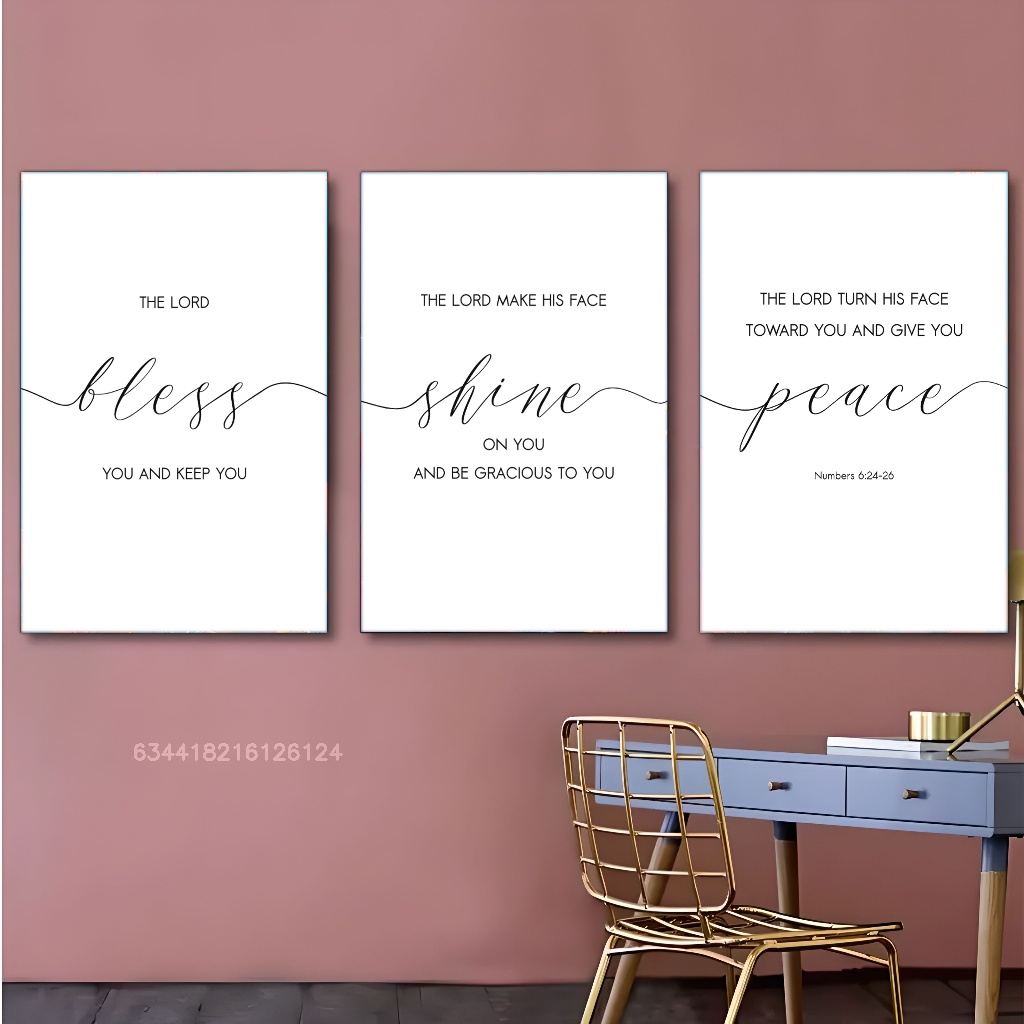 THE LORD
bless
YOU AND KEEP YOU
THE LORD MAKE HIS FACE
shine
ON YOU
AND BE GRACIOUS TO YOU
THE LORD TURN HIS FACE
TOWARD YOU AND GIVE YOU
peace
Numbers 6:24-26
634418216126124